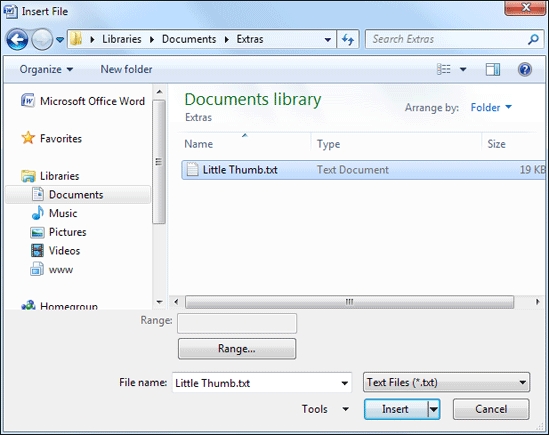 Insert File
Libraries Documents Extras Search Extras
Organize New folder
Microsoft Office Word
Favorites
Libraries
Documents
Music
Pictures
Videos
www
Homegroup
Documents library
Extras
Arrange by: Folder
Name Type Size
Little Thumb.txt Text Document 19 KB
Range:
Range...
File name: Little Thumb.txt Text Files (*.txt)
Tools Insert Cancel